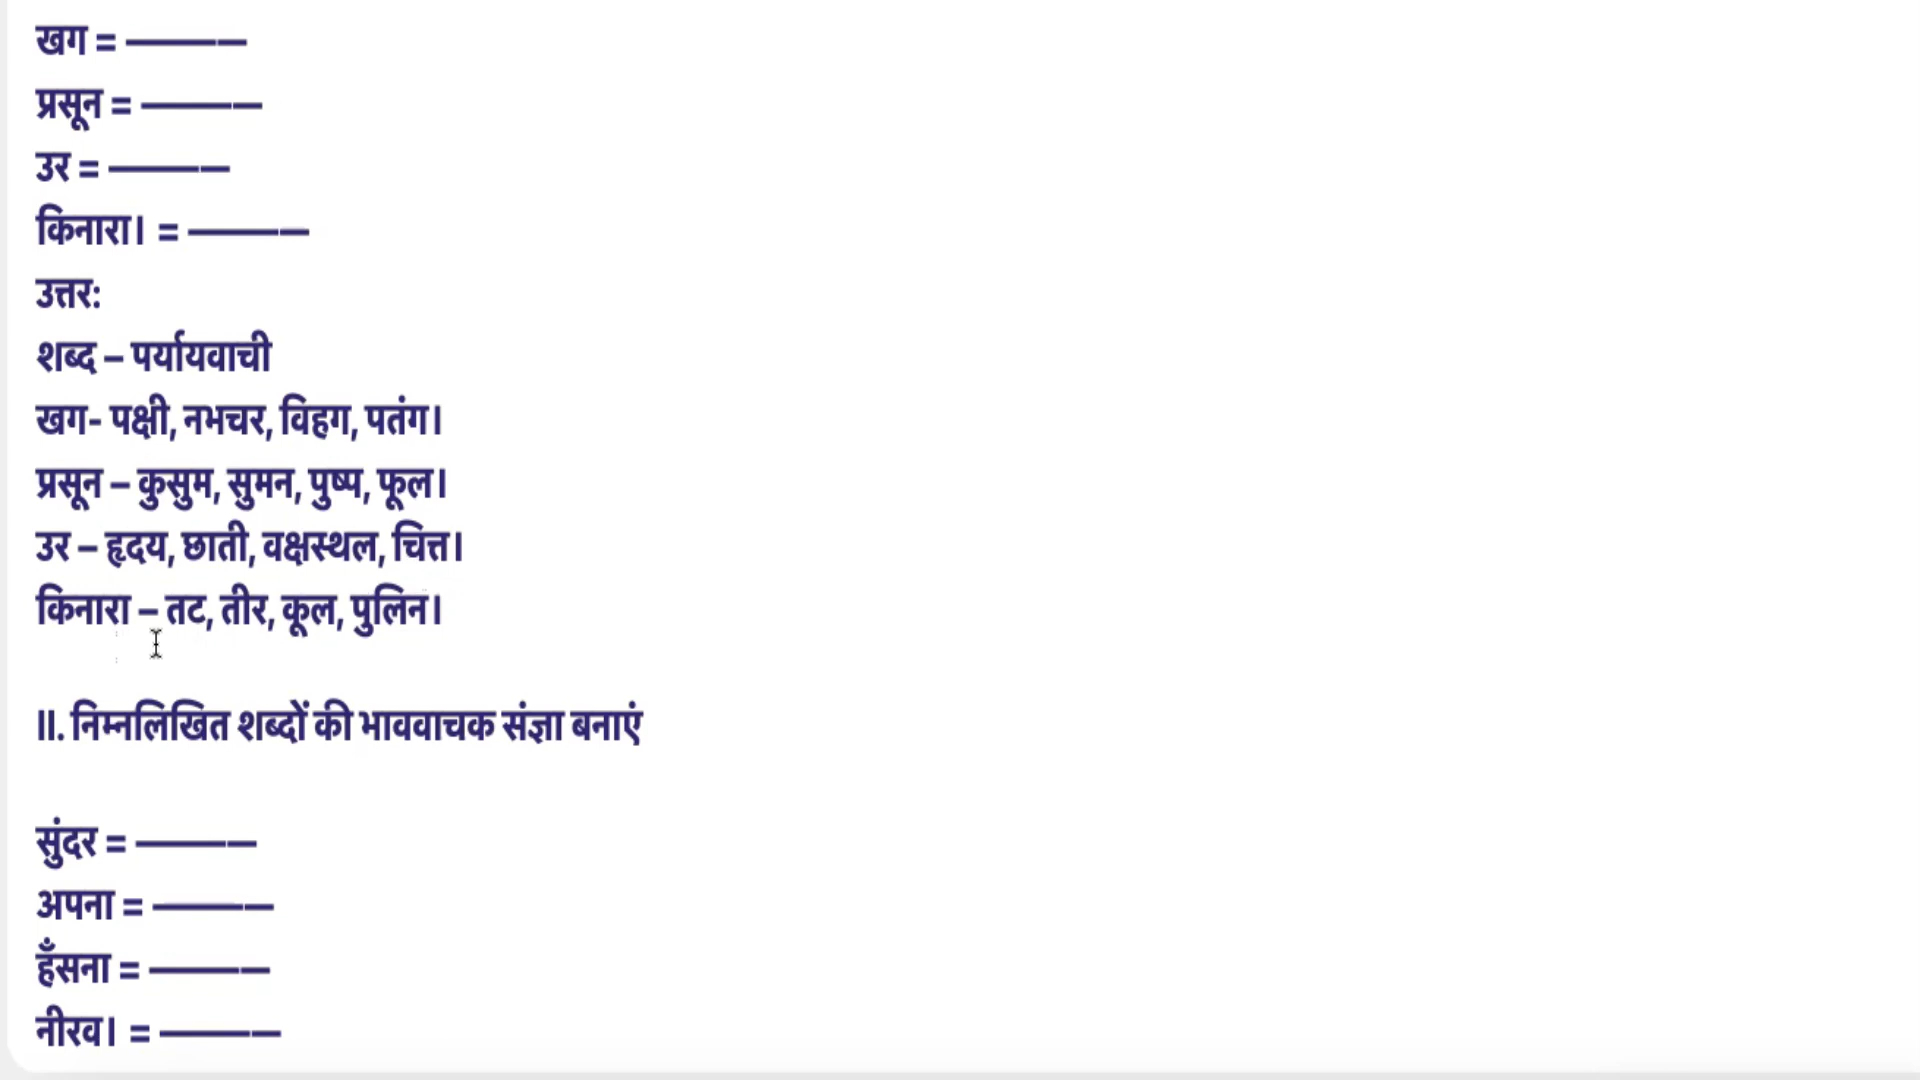 खग = ———–
प्रसून = ———–
उर = ———–
किनारा। = ———–
उत्तर:
शब्द – पर्यायवाची
खग- पक्षी, नभचर, विहग, पतंग।
प्रसून – कुसुम, सुमन, पुष्प, फूल।
उर – हृदय, छाती, वक्षस्थल, चित्त।
किनारा – तट, तीर, कूल, पुलिन।
II. निम्नलिखित शब्दों की भाववाचक संज्ञा बनाएं
सुंदर = ———–
अपना = ———–
हँसना = ———–
नीरव। = ———–